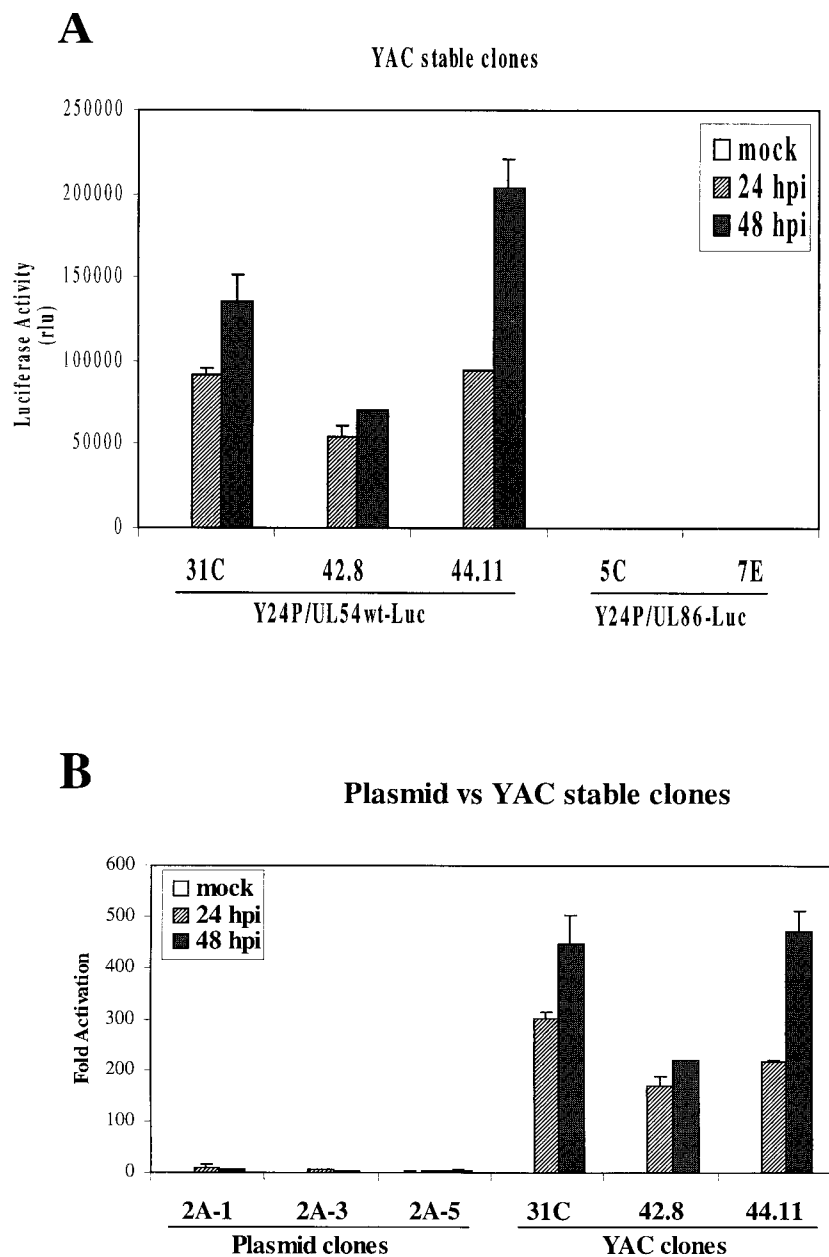 A
YAC stable clones
250000
200000
150000
100000
50000
0
Luciferase Activity
(rlu)
mock
24 hpi
48 hpi
31C 42.8 44.11 5C 7E
Y24P/UL54wt-Luc Y24P/UL86-Luc
B
Plasmid vs YAC stable clones
600
500
400
300
200
100
0
Fold Activation
mock
24 hpi
48 hpi
2A-1 2A-3 2A-5 31C 42.8 44.11
Plasmid clones YAC clones